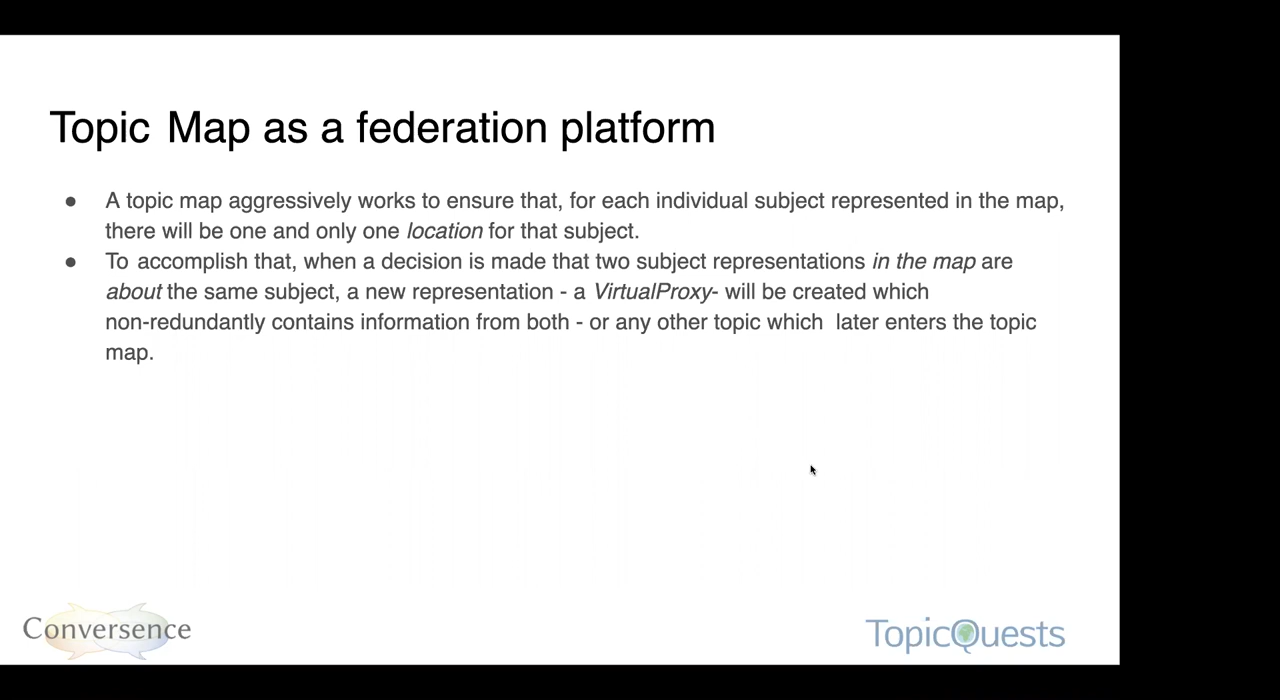 Topic Map as a federation platform
● A topic map aggressively works to ensure that, for each individual subject represented in the map,
there will be one and only one location for that subject.
● To accomplish that, when a decision is made that two subject representations in the map are
about the same subject, a new representation - a VirtualProxy- will be created which
non-redundantly contains information from both - or any other topic which later enters the topic
map.
Conversence
TopicQuests